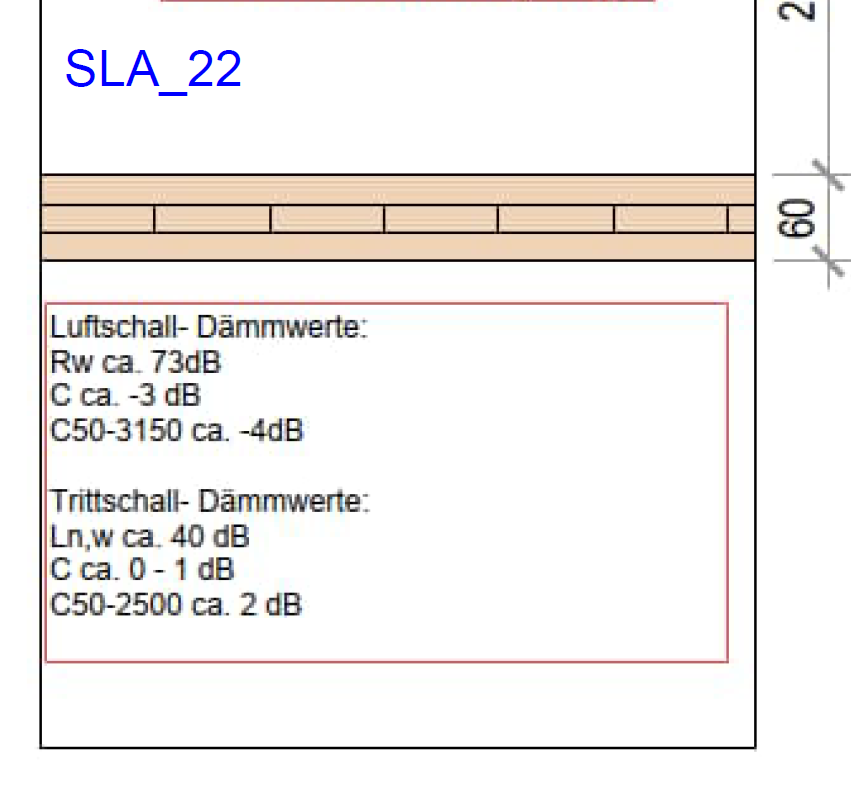 2
SLA_22
60
Luftschall- Dämmwerte:
Rw ca. 73dB
C ca. -3 dB
C50-3150 ca. -4dB
Trittschall- Dämmwerte:
Ln,w ca. 40 dB
C ca. 0 - 1 dB
C50-2500 ca. 2 dB